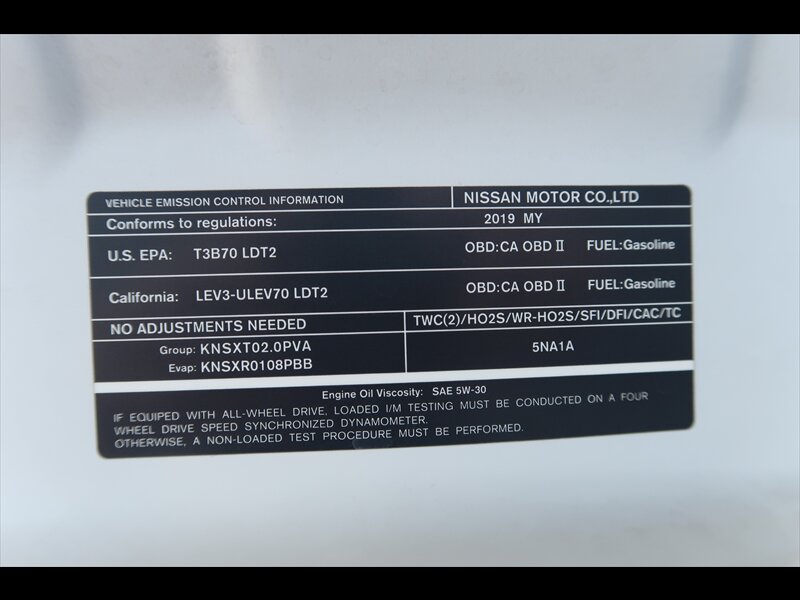 VEHICLE EMISSION CONTROL INFORMATION NISSAN MOTOR CO.,LTD
Conforms to regulations: 2019 MY
U.S. EPA: T3B70 LDT2 OBD:CA OBD II FUEL:Gasoline
California: LEV3-ULEV70 LDT2 OBD:CA OBD II FUEL:Gasoline
NO ADJUSTMENTS NEEDED TWC(2)/HO2S/WR-HO2S/SFI/DFI/CAC/TC
Group: KNSXT02.0PVA 5NA1A
Evap: KNSXR0108PBB
Engine Oil Viscosity: SAE 5W-30
IF EQUIPED WITH ALL-WHEEL DRIVE, LOADED I/M TESTING MUST BE CONDUCTED ON A FOUR
WHEEL DRIVE SPEED SYNCHRONIZED DYNAMOMETER.
OTHERWISE, A NON-LOADED TEST PROCEDURE MUST BE PERFORMED.